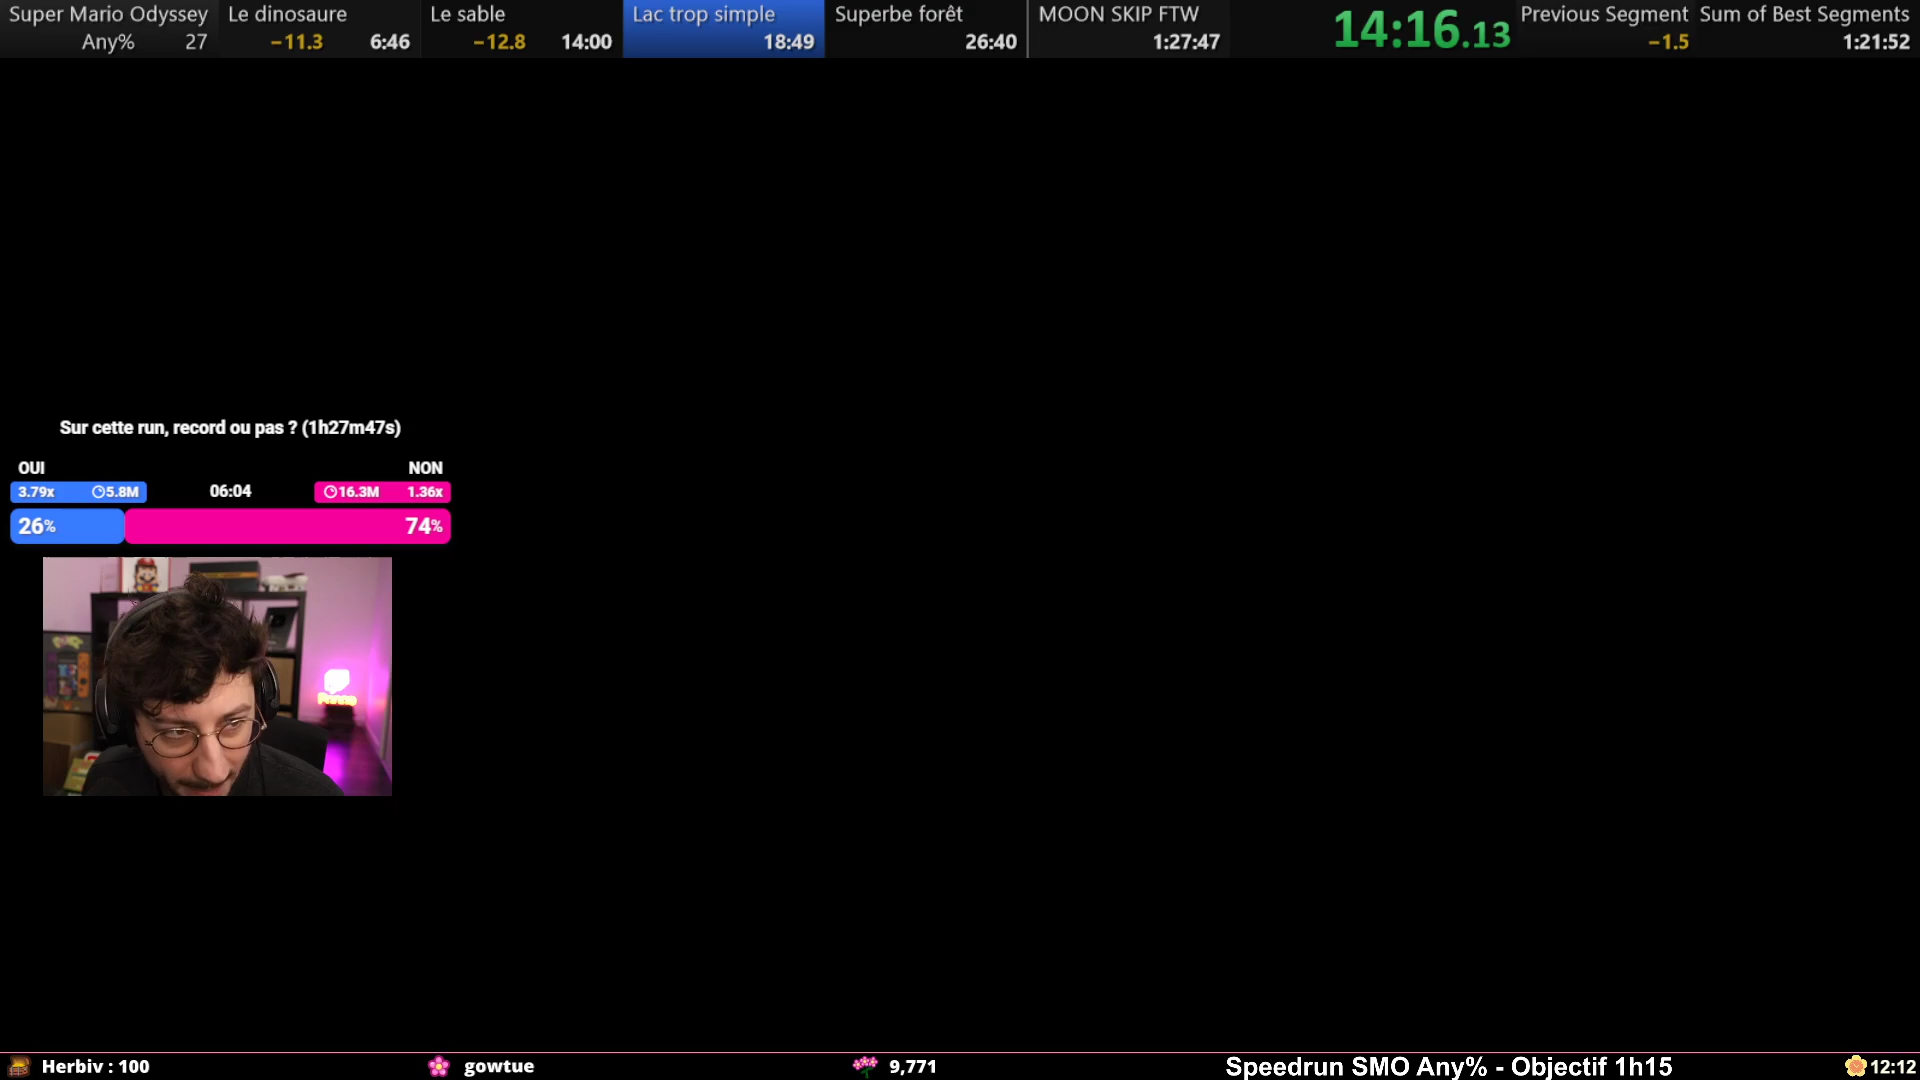 Super Mario Odyssey
Any% 27
Le dinosaure
−11.3 6:46
Le sable
−12.8 14:00
Lac trop simple
18:49
Superbe forêt
26:40
MOON SKIP FTW
1:27:47
14:16.13
Previous Segment
−1.5
Sum of Best Segments
1:21:52
Sur cette run, record ou pas ? (1h27m47s)
OUI NON
3.79x 5.8M 06:04 16.3M 1.36x
26% 74%
Herbiv : 100 gowtue 9,771 Speedrun SMO Any% - Objectif 1h15 12:12